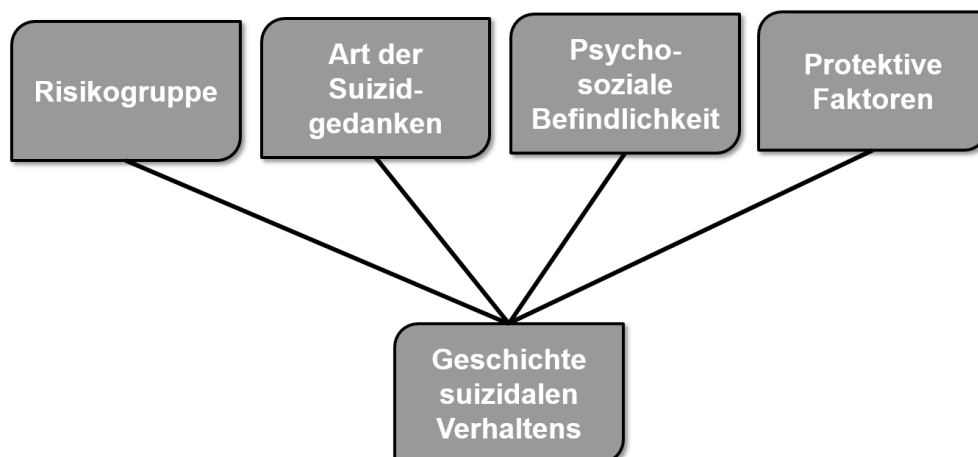 Risikogruppe
Art der
Suizid-
gedanken
Psycho-
soziale
Befindlichkeit
Protektive
Faktoren
Geschichte
suizidalen
Verhaltens